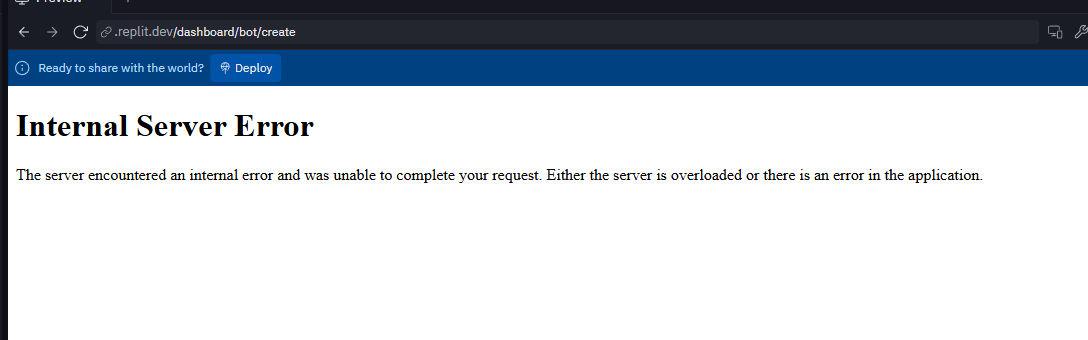 Preview
.replit.dev/dashboard/bot/create
Ready to share with the world? Deploy
Internal Server Error
The server encountered an internal error and was unable to complete your request. Either the server is overloaded or there is an error in the application.